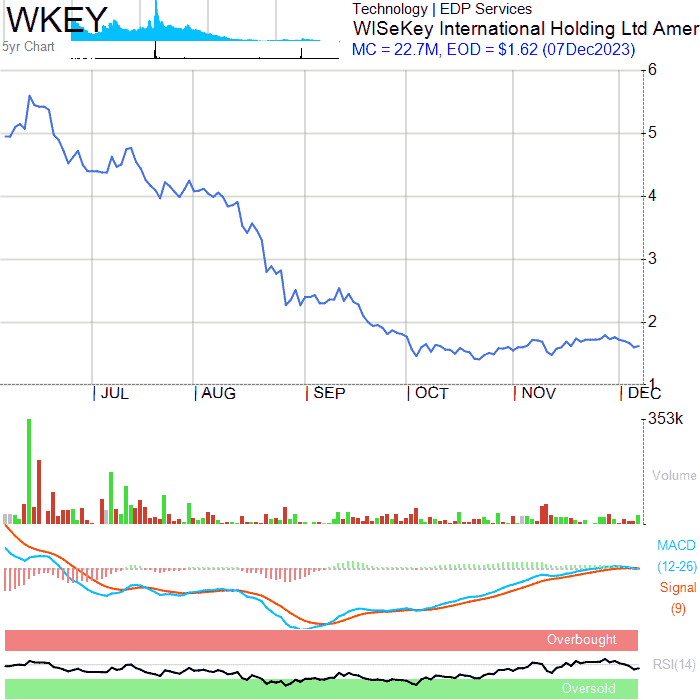 WKEY
5yr Chart
Technology | EDP Services
WISeKey International Holding Ltd Amer
MC = 22.7M, EOD = $1.62 (07Dec2023)
6
5
4
3
2
1
JUL
AUG
SEP
OCT
NOV
DEC
353k
Volume
MACD
(12-26)
Signal
(9)
Overbought
RSI(14)
Oversold